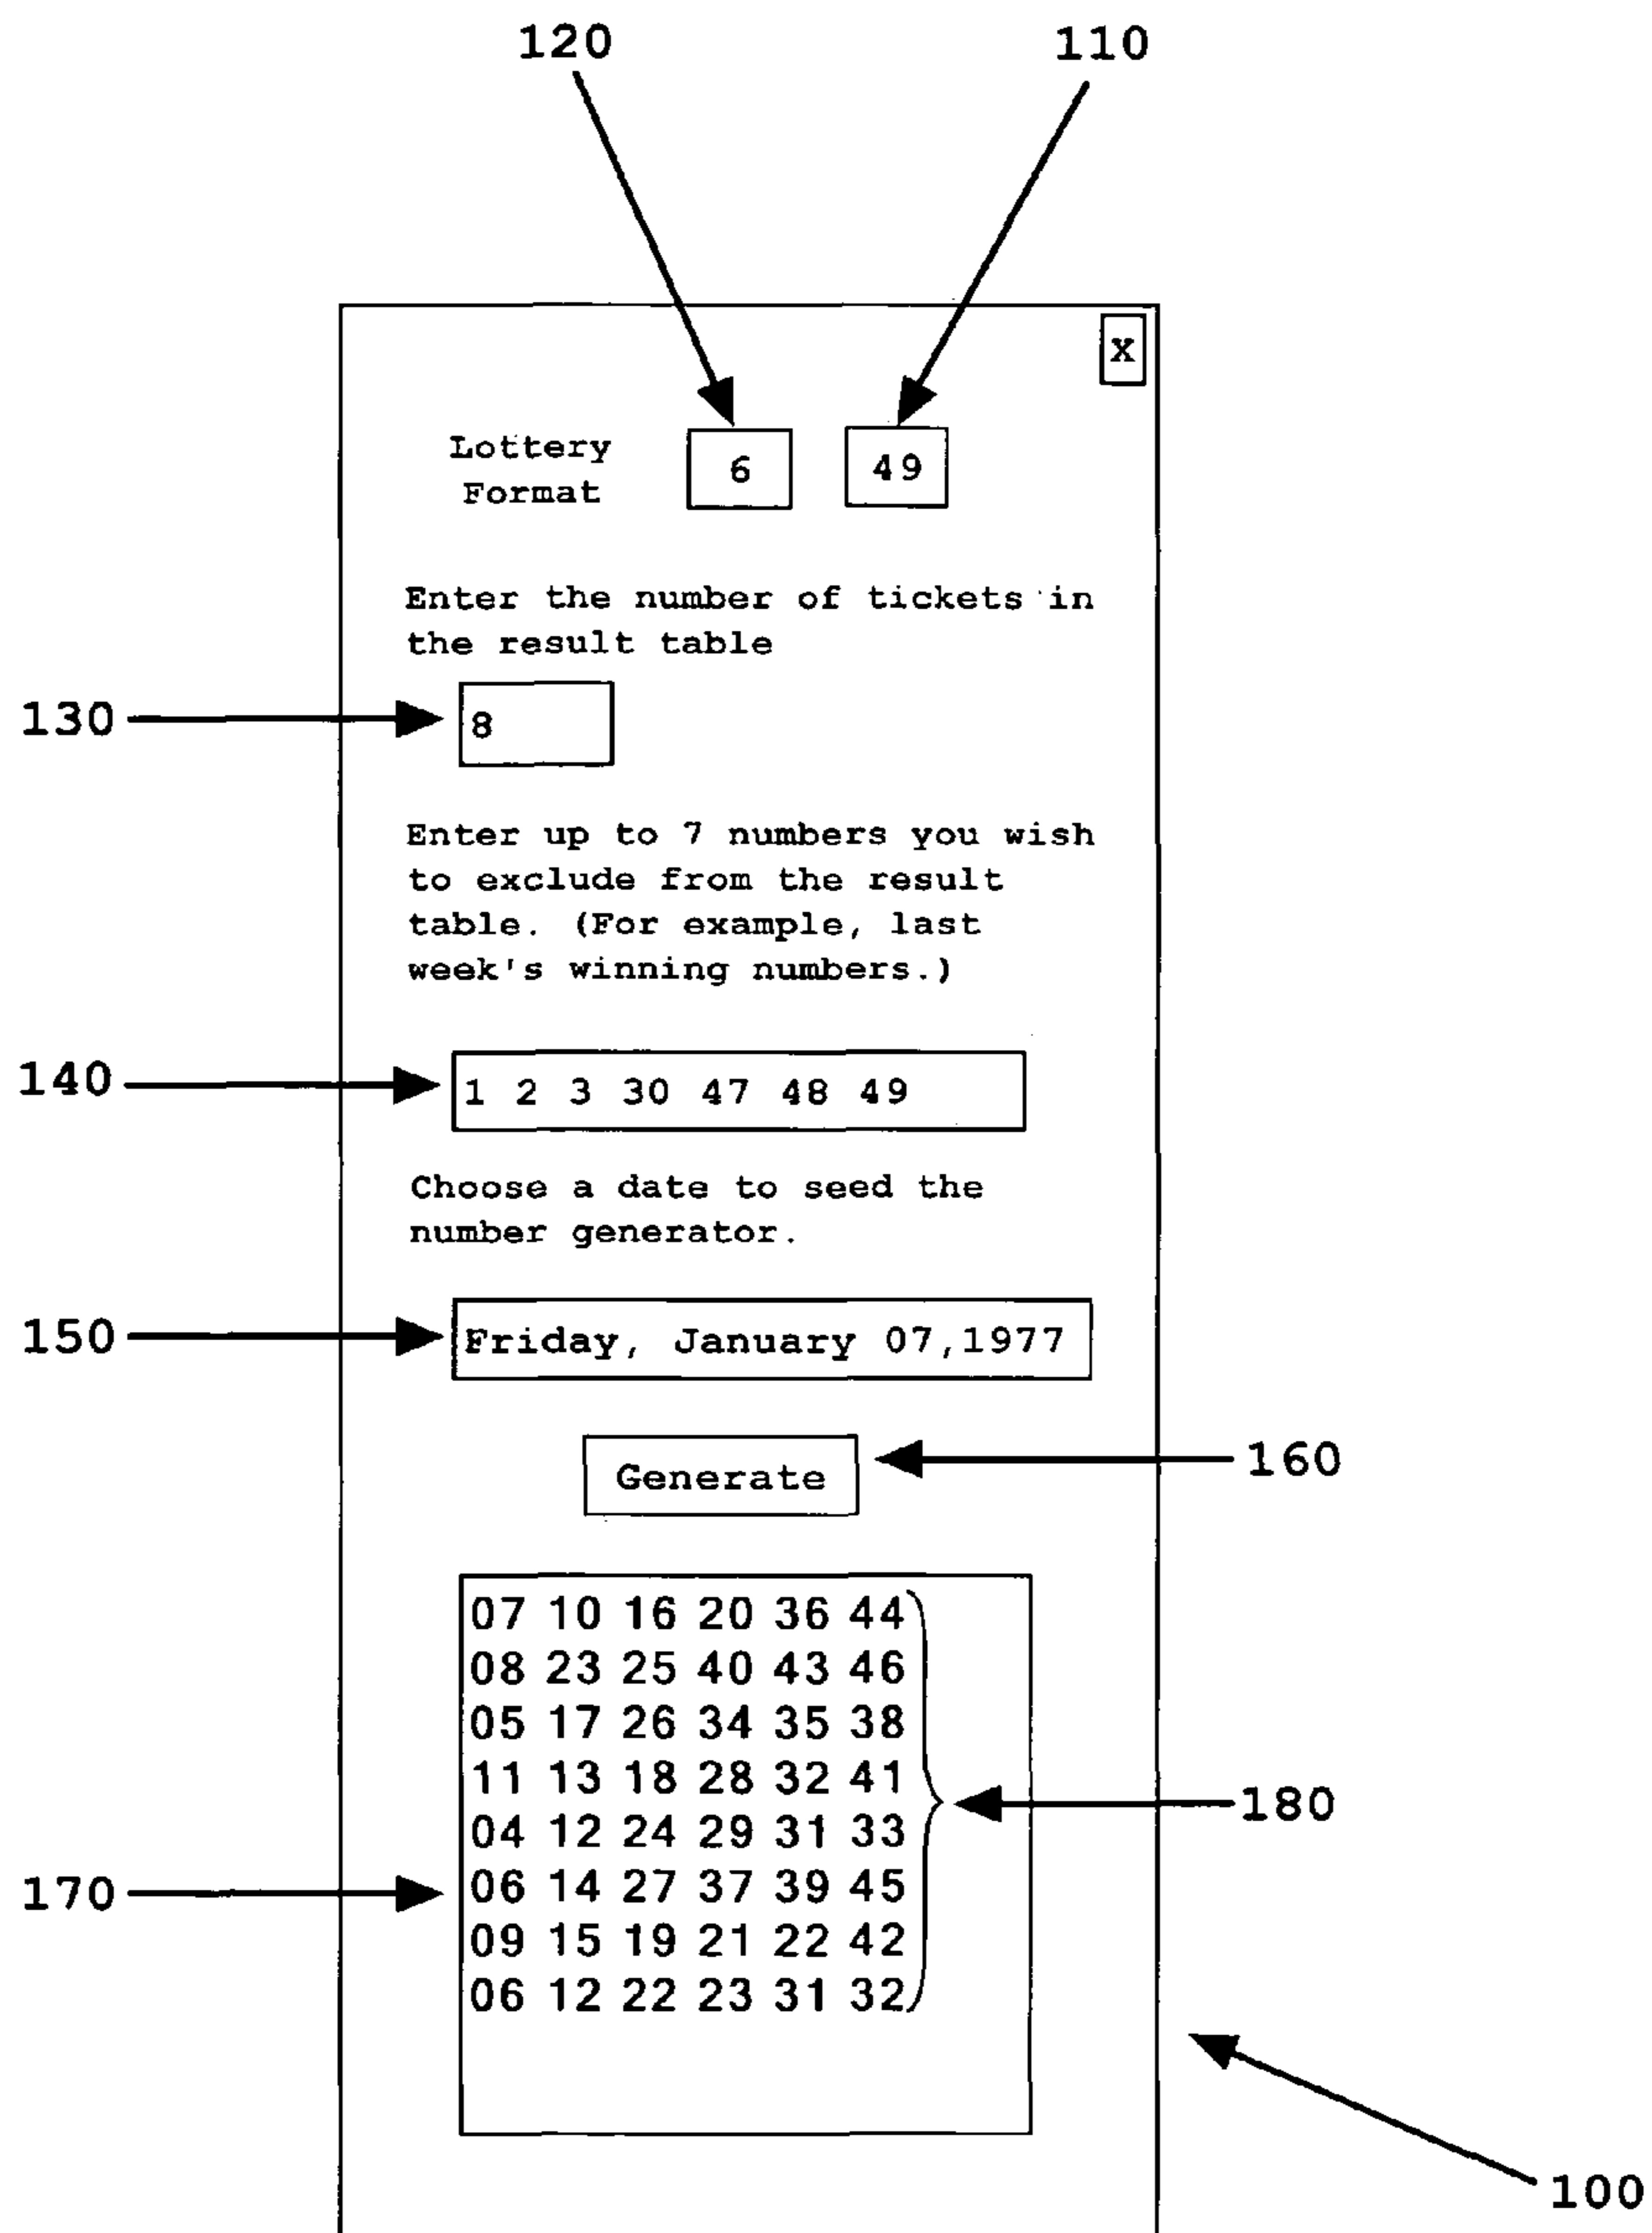 120 110
X
Lottery
Format
6 49
Enter the number of tickets in
the result table
130 8
Enter up to 7 numbers you wish
to exclude from the result
table. (For example, last
week's winning numbers.)
140 1 2 3 30 47 48 49
Choose a date to seed the
number generator.
150 Friday, January 07,1977
Generate 160
07 10 16 20 36 44
08 23 25 40 43 46
05 17 26 34 35 38
11 13 18 28 32 41
180
04 12 24 29 31 33
170 06 14 27 37 39 45
09 15 19 21 22 42
06 12 22 23 31 32
100